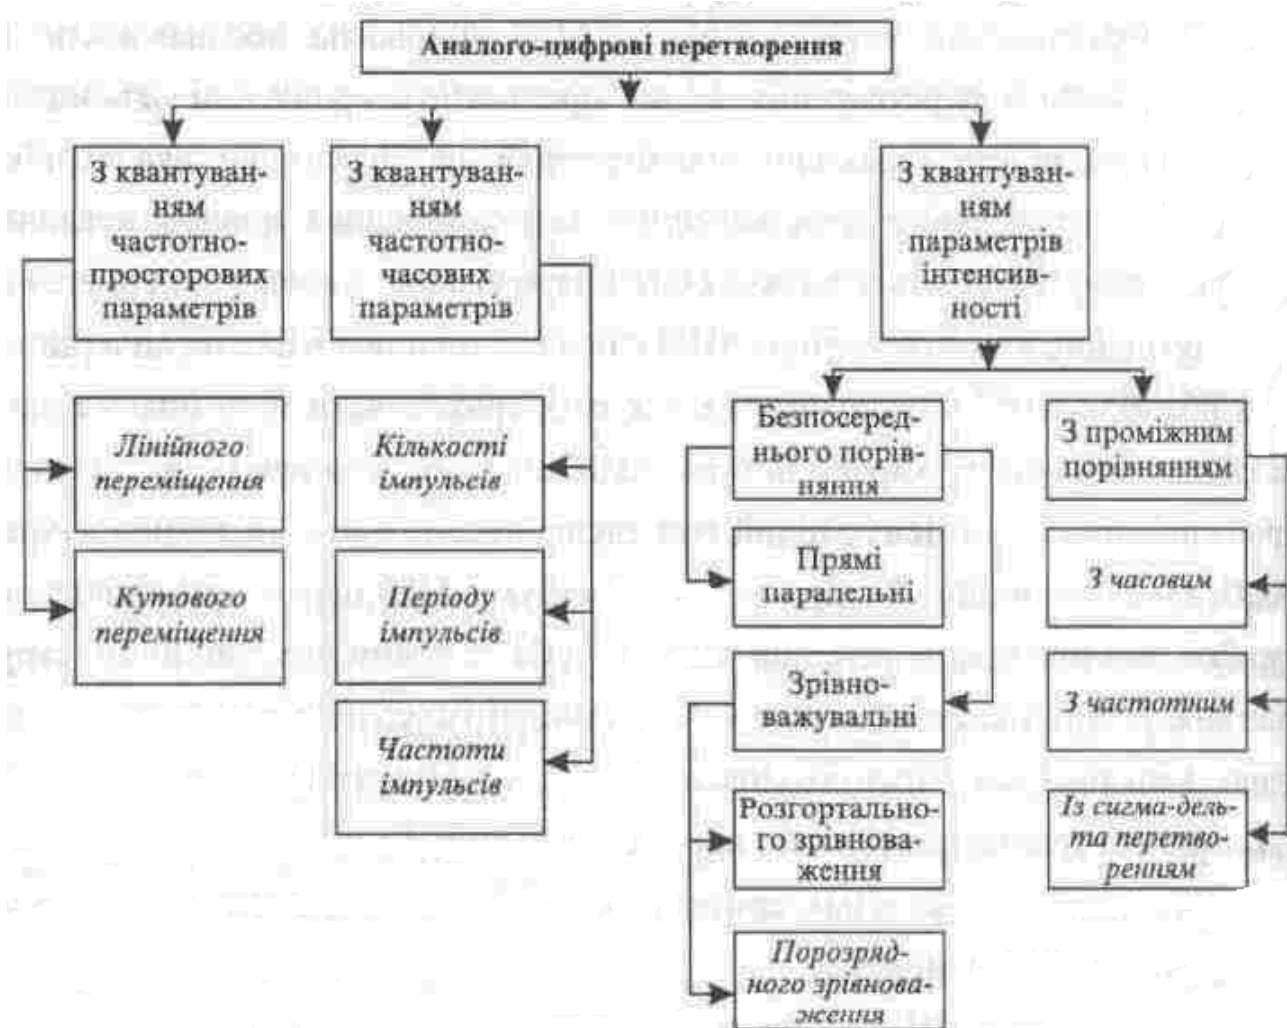 Аналого-цифрові перетворення
З квантуван-
ням
частотно-
просторових
параметрів
З квантуван-
ням
частотно-
часових
параметрів
З квантуван-
ням
параметрів
інтенсив-
ності
Лінійного
переміщення
Кутового
переміщення
Кількості
імпульсів
Періоду
імпульсів
Частоти
імпульсів
Безпосеред-
нього порів-
няння
Прямі
паралельні
Зрівно-
важувальні
Розгортально-
го зрівнова-
ження
Порозряд-
ного зрівнова-
ження
З проміжним
порівнянням
З часовим
З частотним
Із сигма-дель-
та перетво-
ренням